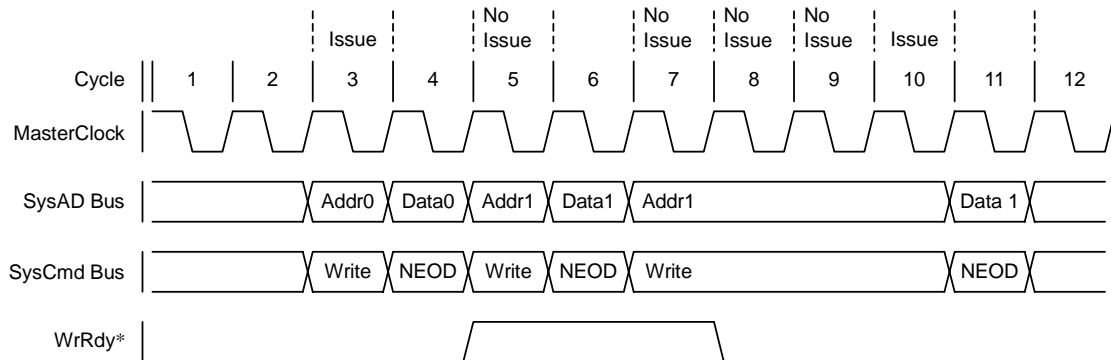 No No No No
Issue Issue Issue Issue Issue Issue
Cycle 1 2 3 4 5 6 7 8 9 10 11 12
MasterClock
SysAD Bus Addr0 Data0 Addr1 Data1 Addr1 Data 1
SysCmd Bus Write NEOD Write NEOD Write NEOD
WrRdy*